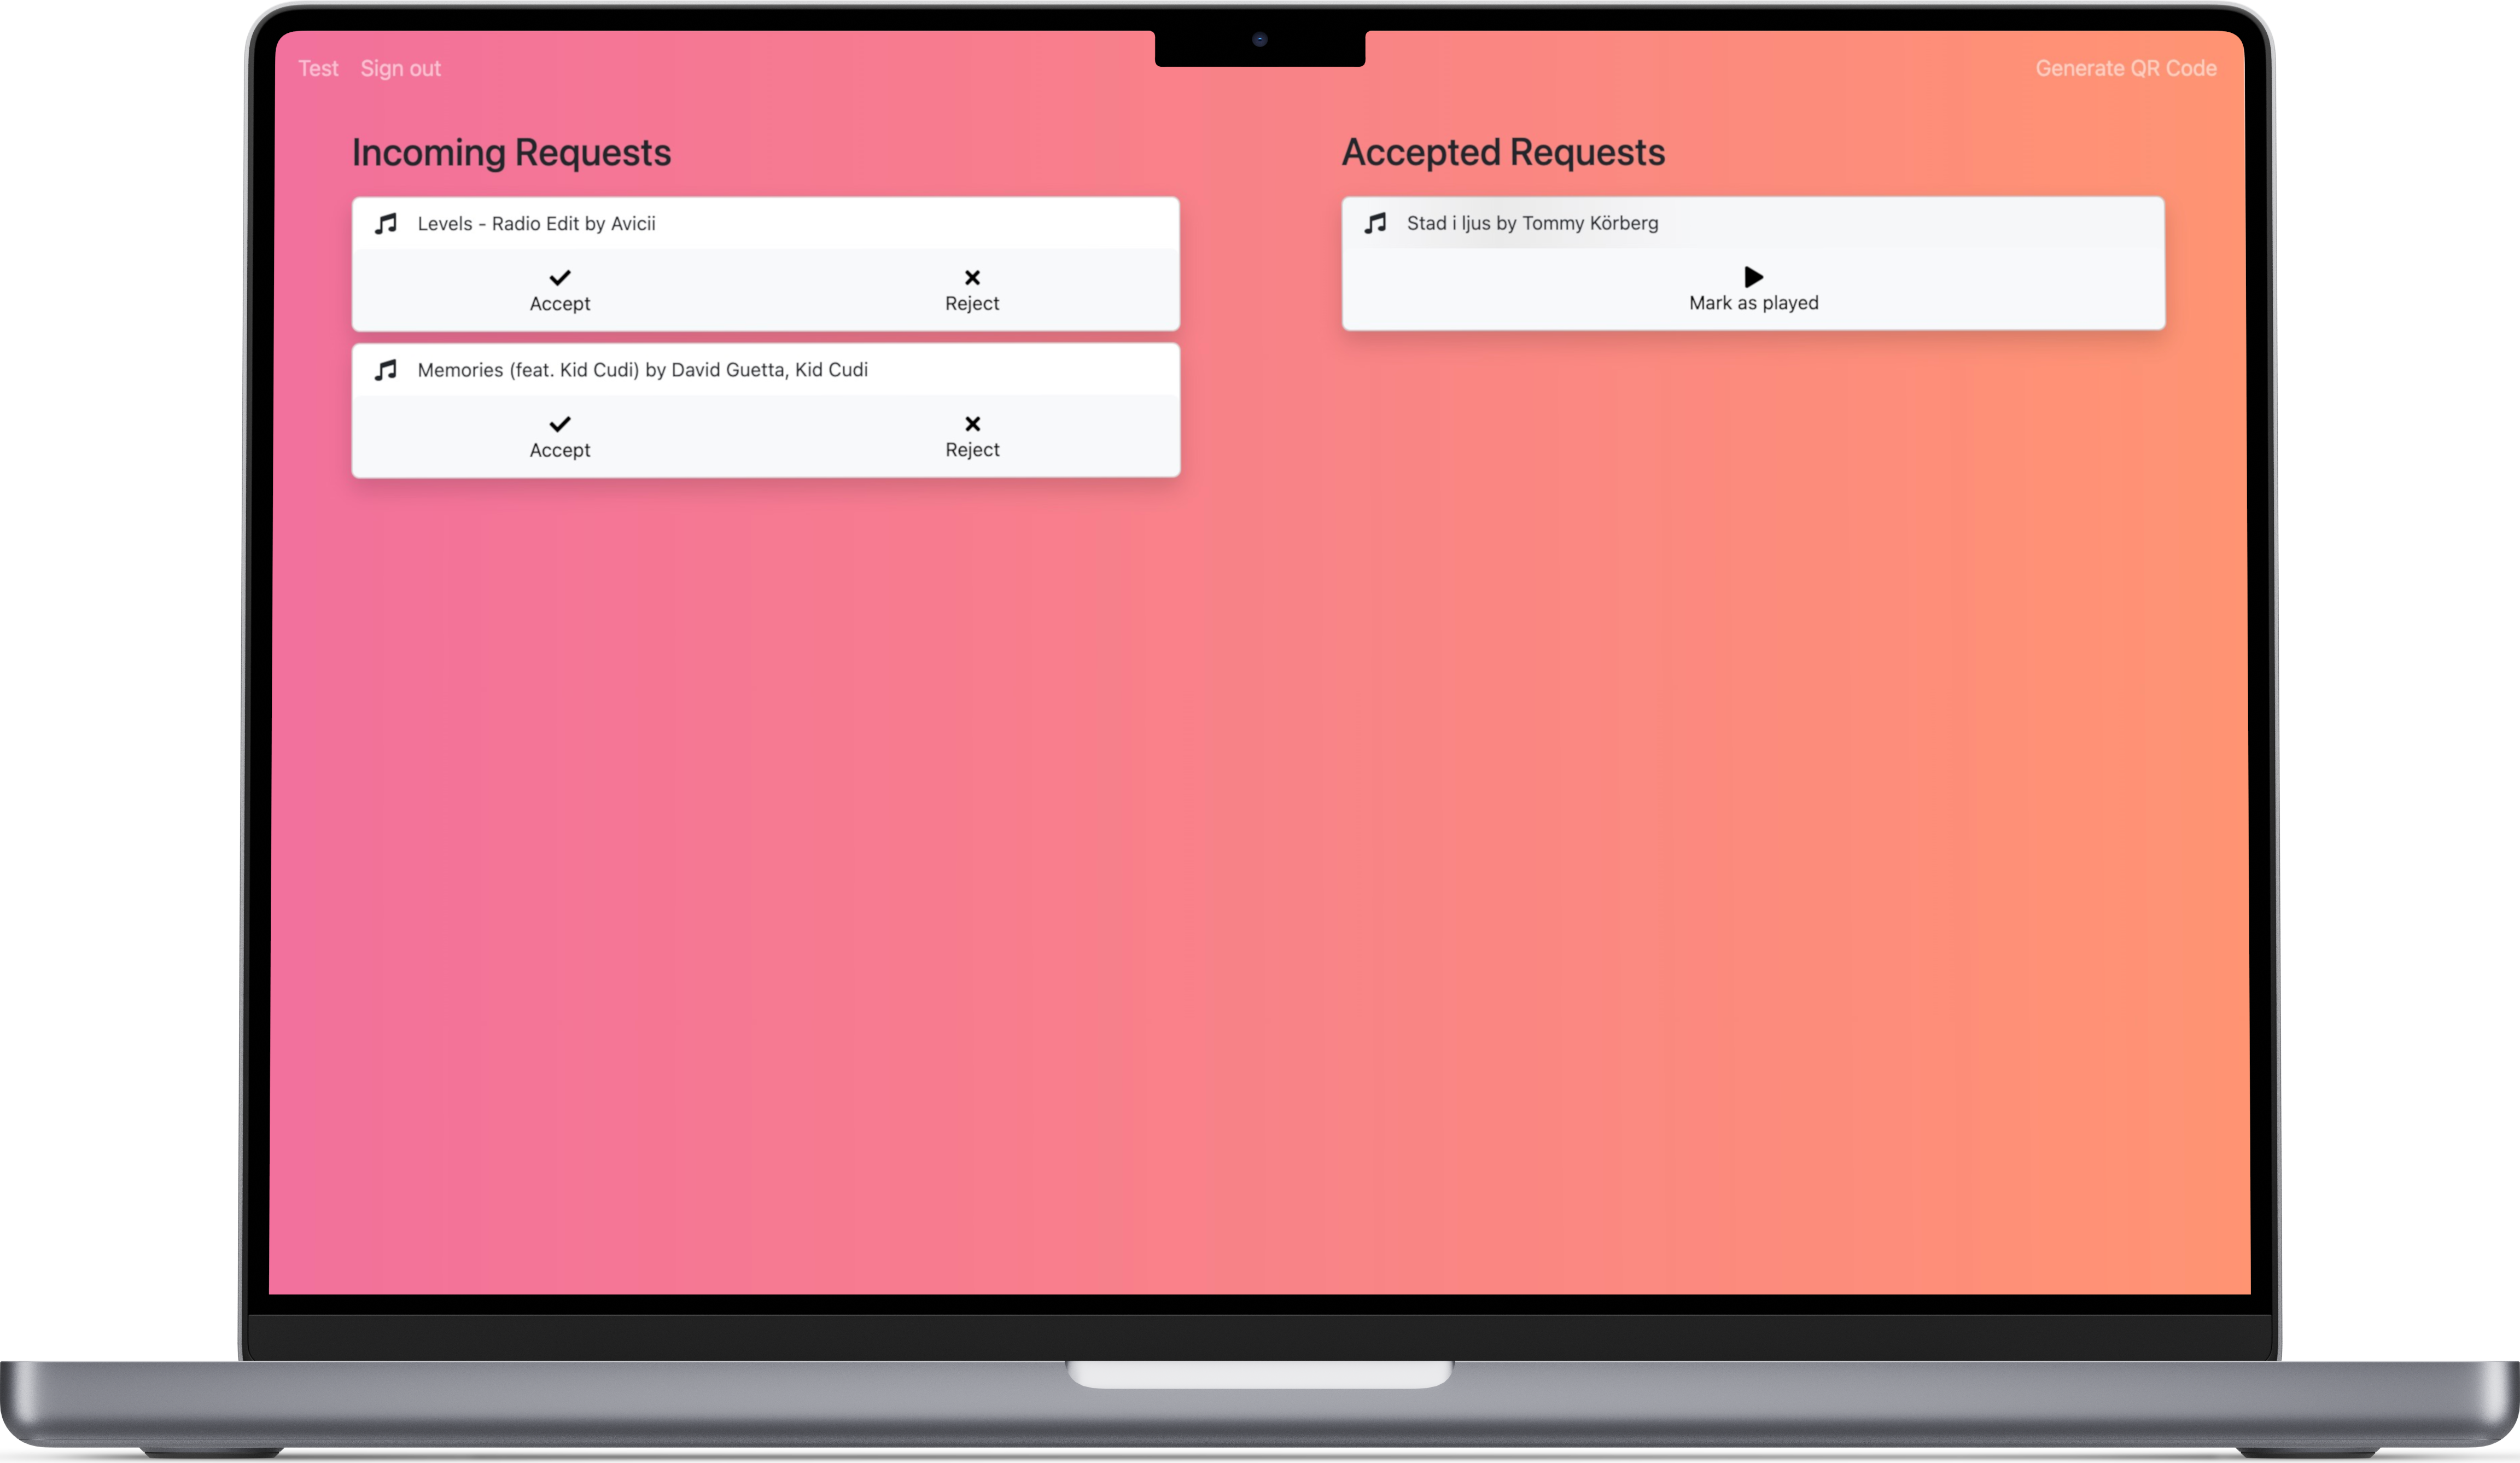 Test Sign out Generate QR Code
Incoming Requests
Levels - Radio Edit by Avicii
Accept Reject
Memories (feat. Kid Cudi) by David Guetta, Kid Cudi
Accept Reject
Accepted Requests
Stad i ljus by Tommy Körberg
Mark as played